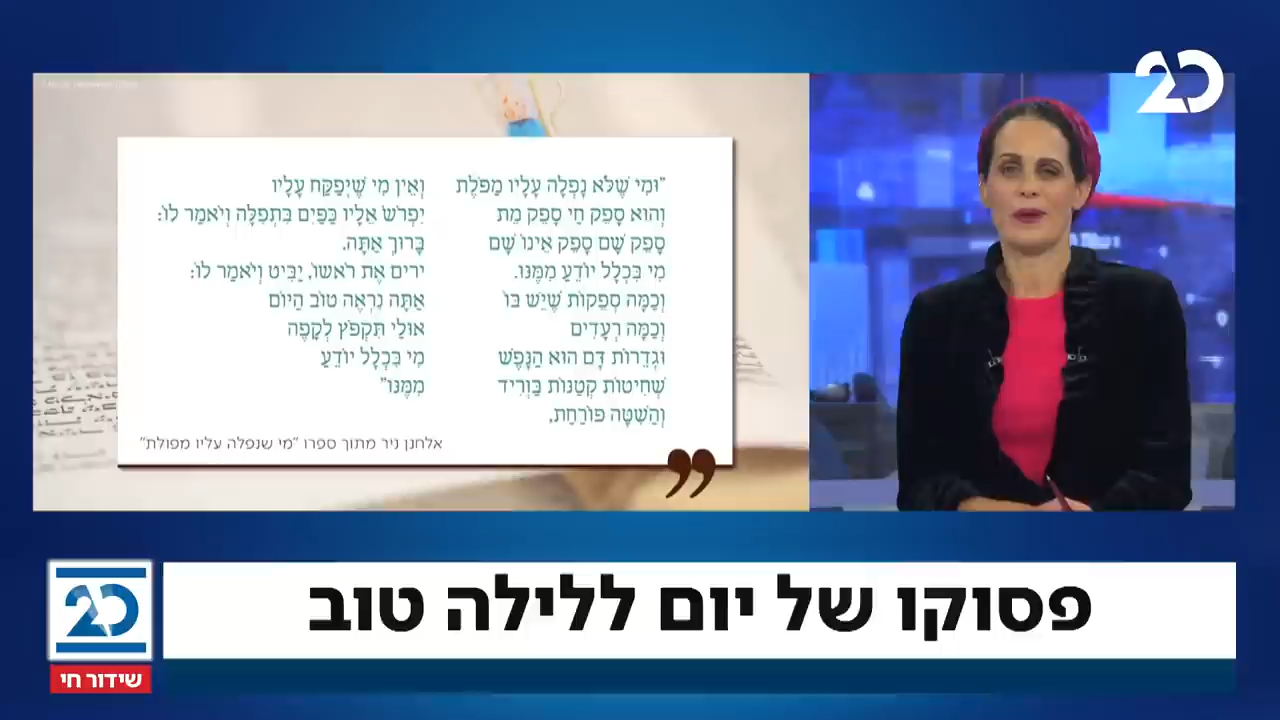 20
"וּמִי שֶׁלֹּא נָפְלָה עָלָיו מַפֹּלֶת
וְהוּא סָפֵק חַי סָפֵק מֵת
סָפֵק שָׁם סָפֵק אֵינוֹ שָׁם
מִי בִּכְלָל יוֹדֵעַ מִמֶּנּוּ.
וְכַמָּה סְפֵקוֹת שֶׁיֵּשׁ בּוֹ
וְכַמָּה רְעָדִים
וּגְדֵרוֹת דָּם הוּא הַנָּפֶשׁ
שְׁחִיטוֹת קְטַנּוֹת בַּוְּרִיד
וְהַשִּׁטָּה פּוֹרַחַת,
וְאֵין מִי שֶׁיְּפַקַּח עָלָיו
יִפְרֹשׂ אֵלָיו כַּפַּיִם בִּתְפִלָּה וְיֹאמַר לוֹ:
בָּרוּךְ אַתָּה.
ירִים אֶת רֹאשׁוֹ, יַבִּיט וְיֹאמַר לוֹ:
אַתָּה נִרְאֶה טוֹב הַיּוֹם
אוּלַי תִּקְפֹּץ לְקָפֶה
מִי בִּכְלָל יוֹדֵעַ
מִמֶּנּוּ"
אלחנן ניר מתוך ספרו "מי שנפלה עליו מפולת"
פסוקו של יום ללילה טוב
20
שידור חי